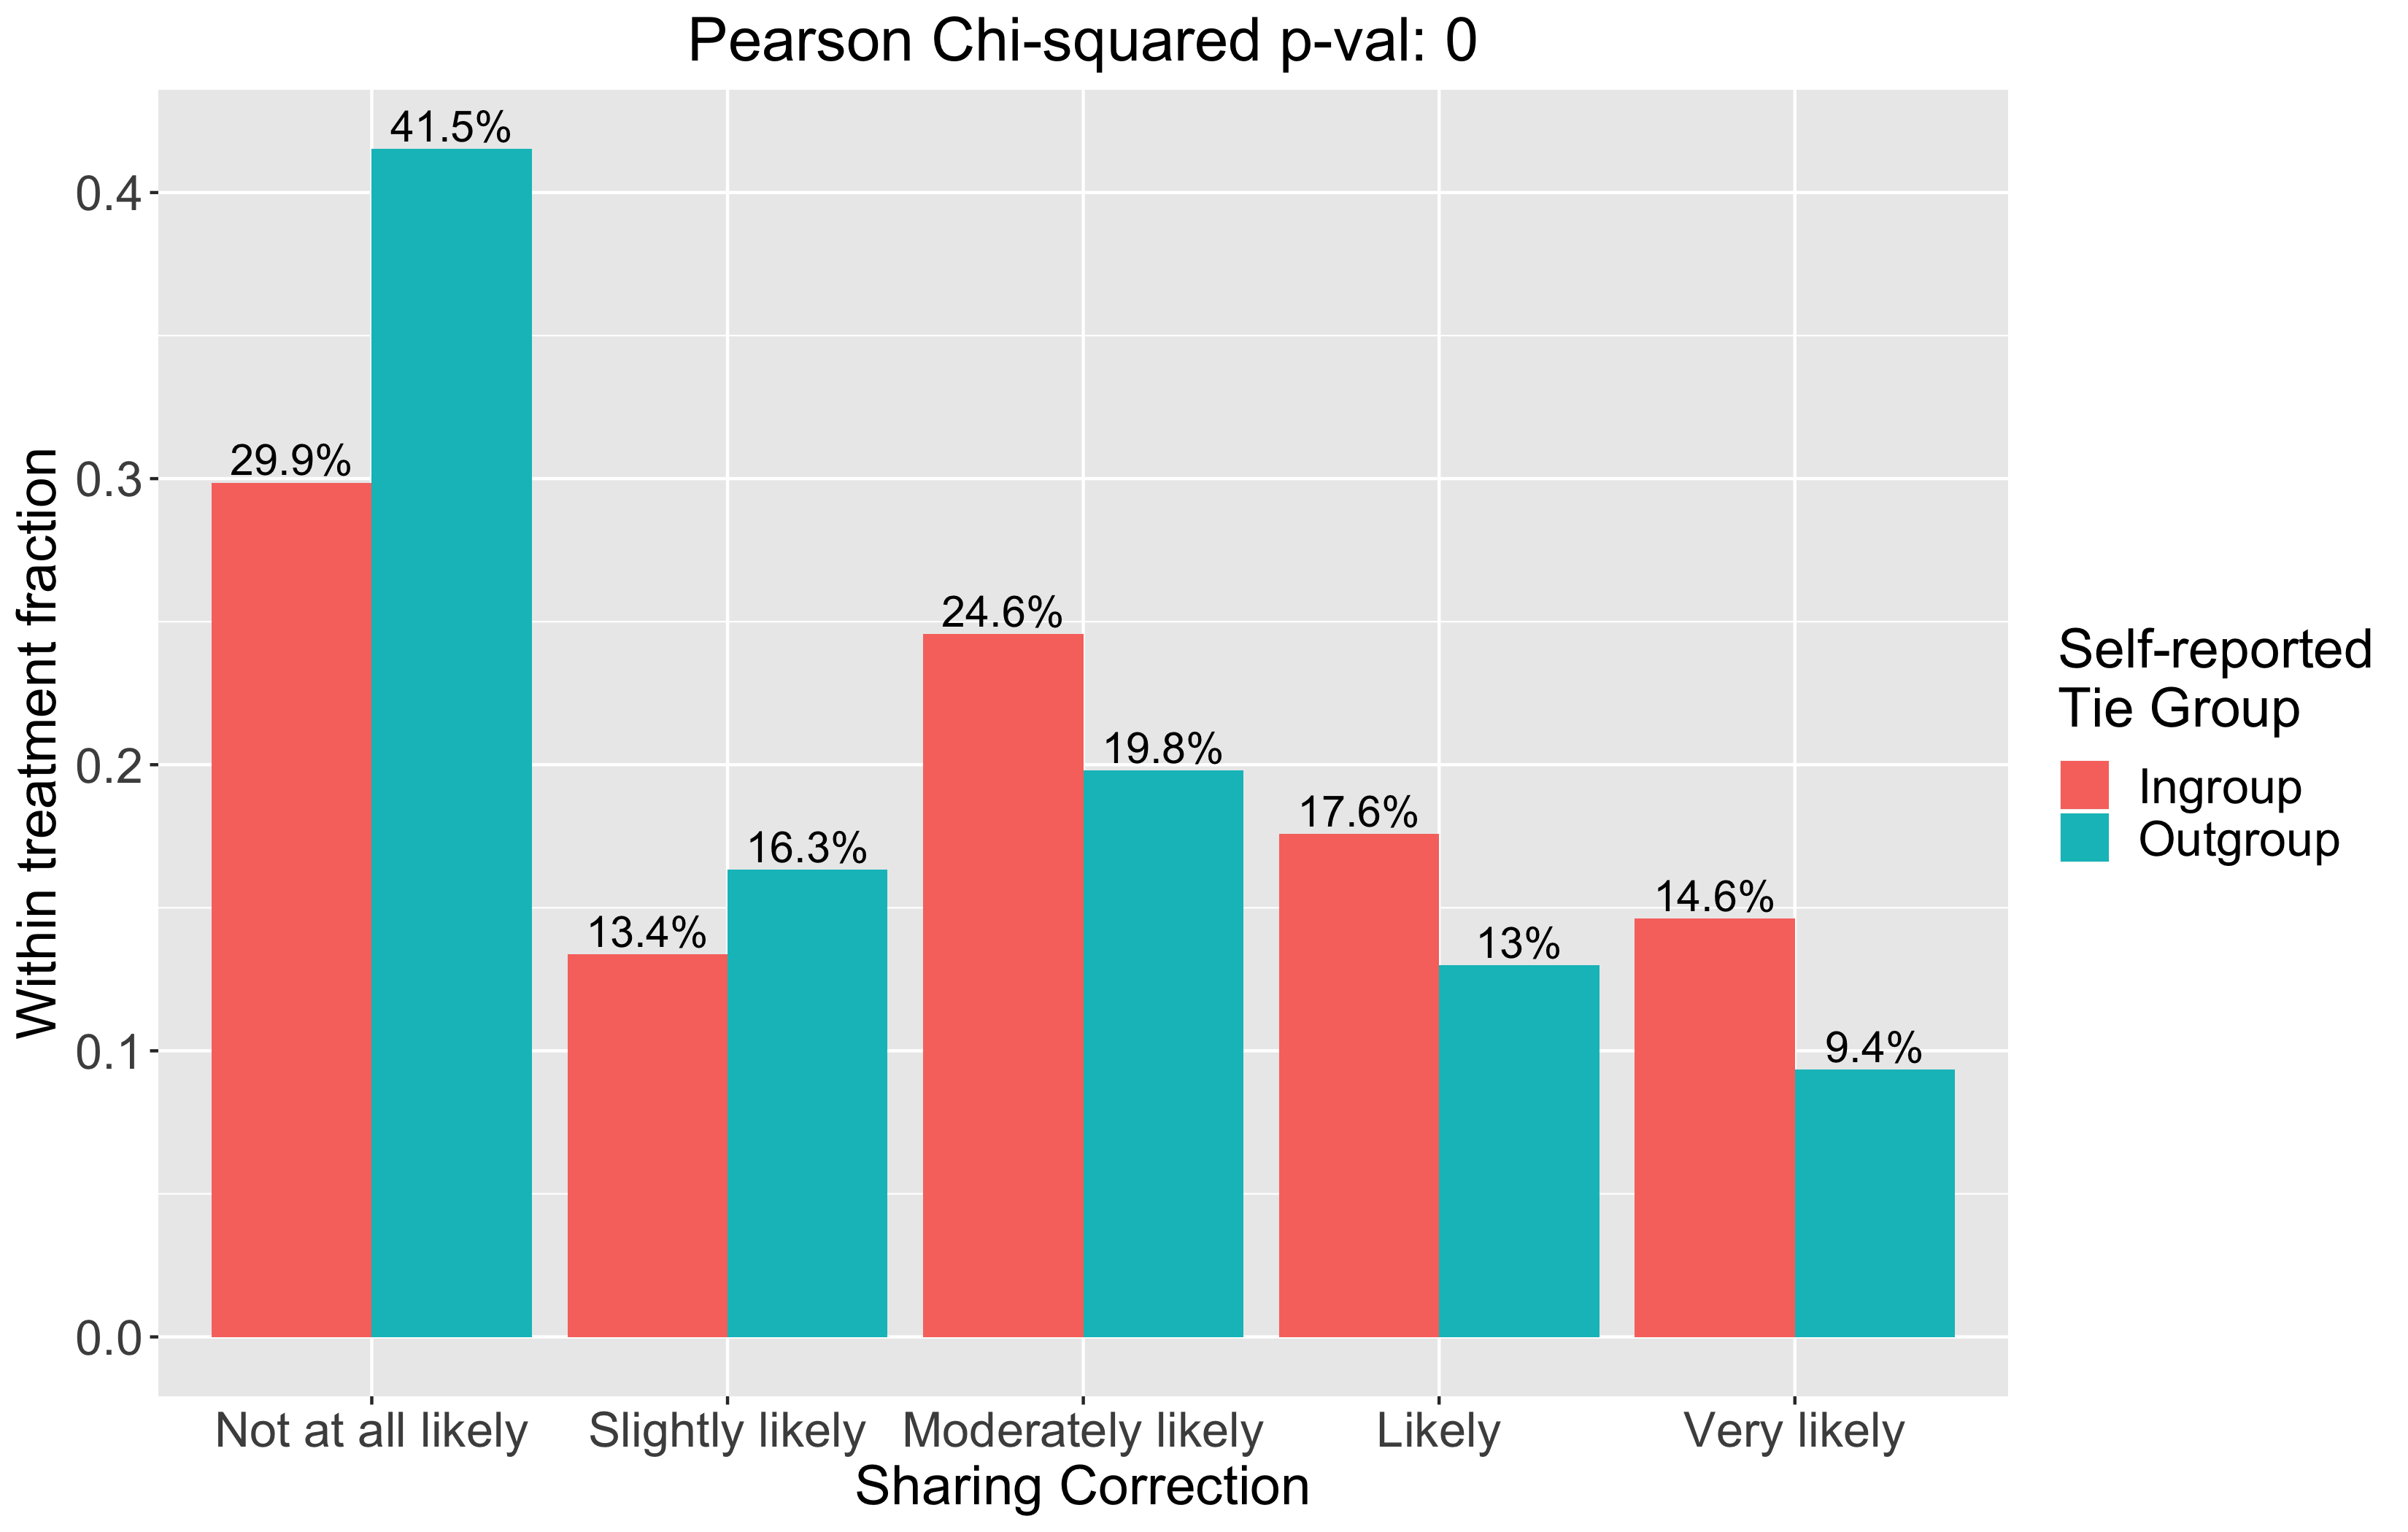 Pearson Chi-squared p-val: 0
Within treatment fraction
0.4
0.3
0.2
0.1
0.0
29.9%
41.5%
13.4%
16.3%
24.6%
19.8%
17.6%
13%
14.6%
9.4%
Not at all likely
Slightly likely
Moderately likely
Likely
Very likely
Sharing Correction
Self-reported
Tie Group
Ingroup
Outgroup